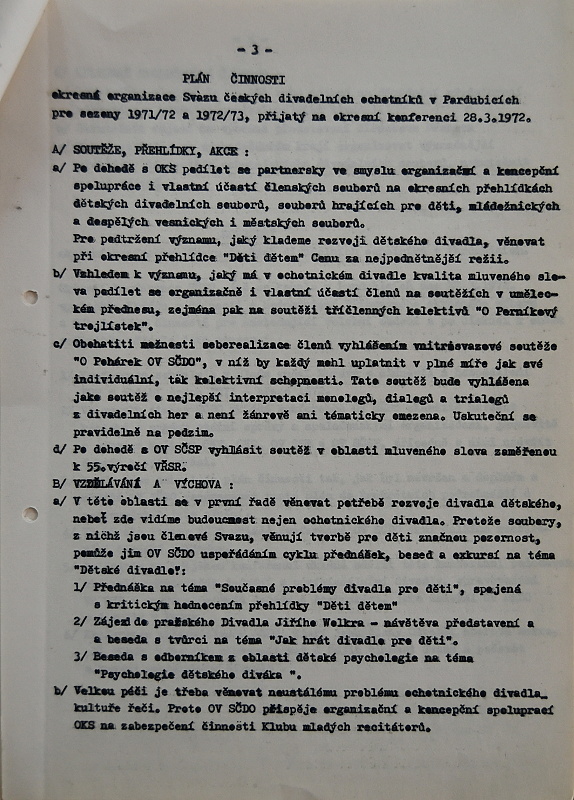 - 3 -
PLÁN ČINNOSTI
okresní organizace Svazu českých divadelních ochotníků v Pardubicích
pro sezony 1971/72 a 1972/73, přijatý na okresní konferenci 28.3.1972.
A/ SOUTĚŽE, PŘEHLÍDKY, AKCE :
a/ Po dohodě s OKS podílet se partnersky ve smyslu organizační a koncepční
spolupráce i vlastní účastí členských souborů na okresních přehlídkách
dětských divadelních souborů, souborů hrajících pro děti, mládežnických
a dospělých vesnických i městských souborů.
Pro podtržení významu, jaký klademe rozvoji dětského divadla, věnovat
při okresní přehlídce "Děti dětem" Cenu za nejpodnětnější režii.
b/ Vzhledem k významu, jaký má v ochotnickém divadle kvalita mluveného slo-
va podílet se organizačně i vlastní účastí členů na soutěžích v umělec-
kém přednesu, zejména pak na soutěži tříčlenných kolektivů "O Perníkový
trojlístek".
c/ Obohatiti možnosti seberealizace členů vyhlášením vnitrosvazové soutěže
"O Pohárek OV SČDO", v níž by každý mohl uplatnit v plné míře jak své
individuální, tak kolektivní schopnosti. Tato soutěž bude vyhlášena
jako soutěž o nejlepší interpretaci monologů, dialogů a trialogů
z divadelních her a není žánrově ani tématicky omezena. Uskuteční se
pravidelně na podzim.
d/ Po dohodě s OV SČSP vyhlásit soutěž v oblasti mluveného slova zaměřenou
k 55.výročí VŘSR.
B/ VZDĚLÁVÁNÍ A VÝCHOVA :
a/ V této oblasti se v první řadě věnovat potřebě rozvoje divadla dětského,
neboť zde vidíme budoucnost nejen ochotnického divadla. Protože soubory,
z nichž jsou členové Svazu, věnují tvorbě pro děti značnou pozornost,
pomůže jim OV SČDO uspořádáním cyklu přednášek, besed a exkursí na téma
"Dětské divadlo":
1/ Přednáška na téma "Současné problémy divadla pro děti", spojená
s kritickým hodnocením přehlídky "Děti dětem"
2/ Zájezd do pražského Divadla Jiřího Wolkra - návštěva představení a
a beseda s tvůrci na téma "Jak hrát divadlo pro děti".
3/ Beseda s odborníkem z oblasti dětské psychologie na téma
"Psychologie dětského diváka ".
b/ Velkou péči je třeba věnovat neustálému problému ochotnického divadla_
kultuře řeči. Proto OV SČDO přispěje organizační a koncepční spoluprací
OKS na zabezpečení činnosti Klubu mladých recitátorů.